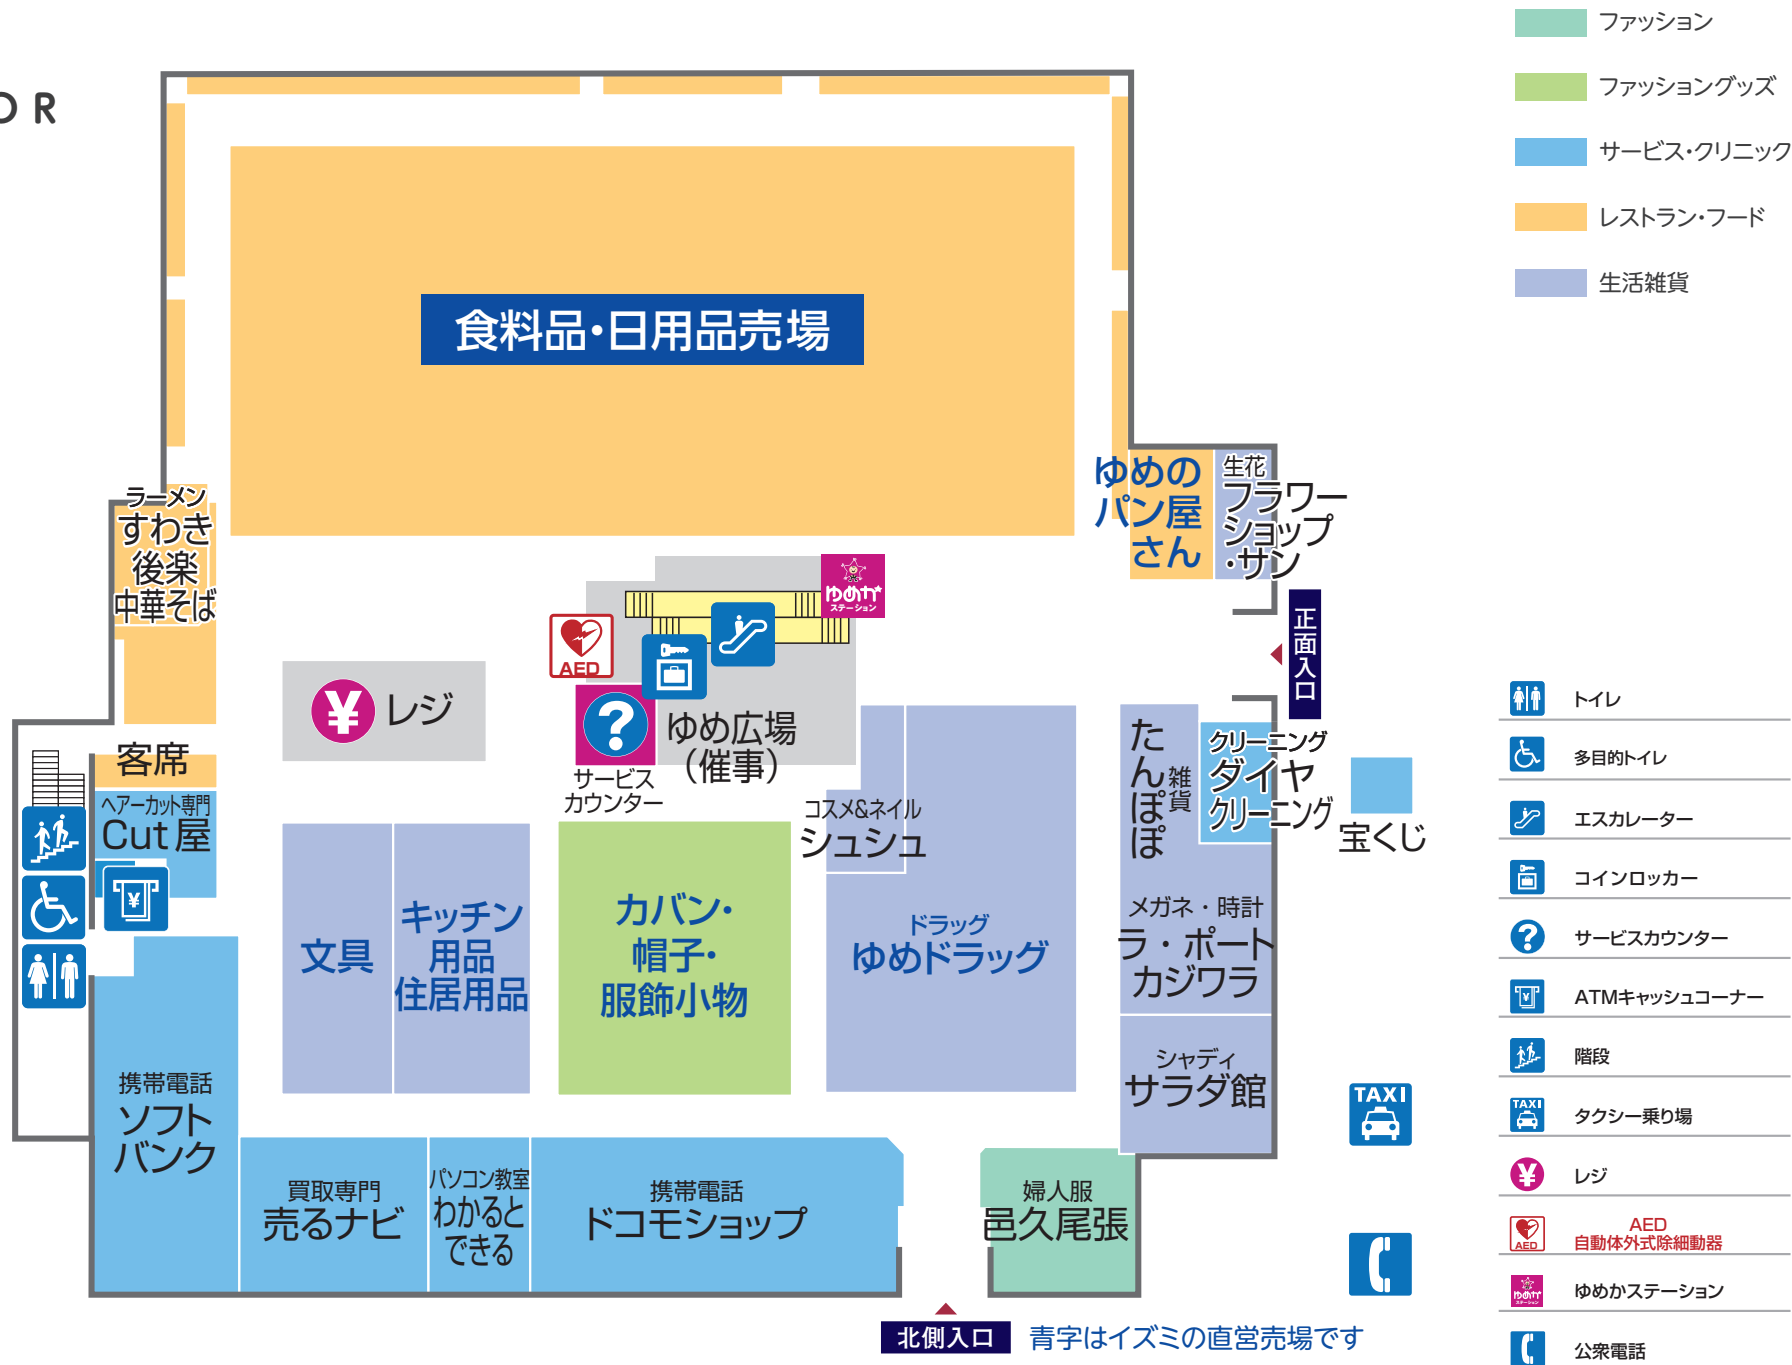 OR
ファッション
ファッショングッズ
サービス・クリニック
レストラン・フード
生活雑貨
食料品・日用品売場
ラーメン
すわき
後楽
中華そば
ゆめの
パン屋
さん
生花
フラワー
ショップ
・サン
正面入口
ゆめか
ステーション
AED
レジ
ゆめ広場
（催事）
サービス
カウンター
客席
ヘアーカット専門
Cut屋
コスメ&ネイル
シュシュ
たんぽぽ
雑貨
クリーニング
ダイヤ
クリーニング
宝くじ
文具
キッチン
用品
住居用品
カバン・
帽子・
服飾小物
ドラッグ
ゆめドラッグ
メガネ・時計
ラ・ポート
カジワラ
シャディ
サラダ館
携帯電話
ソフト
バンク
買取専門
売るナビ
パソコン教室
わかると
できる
携帯電話
ドコモショップ
婦人服
邑久尾張
TAXI
北側入口
青字はイズミの直営売場です
トイレ
多目的トイレ
エスカレーター
コインロッカー
サービスカウンター
ATMキャッシュコーナー
階段
TAXI
タクシー乗り場
レジ
AED
AED
自動体外式除細動器
ゆめか
ステーション
ゆめかステーション
公衆電話